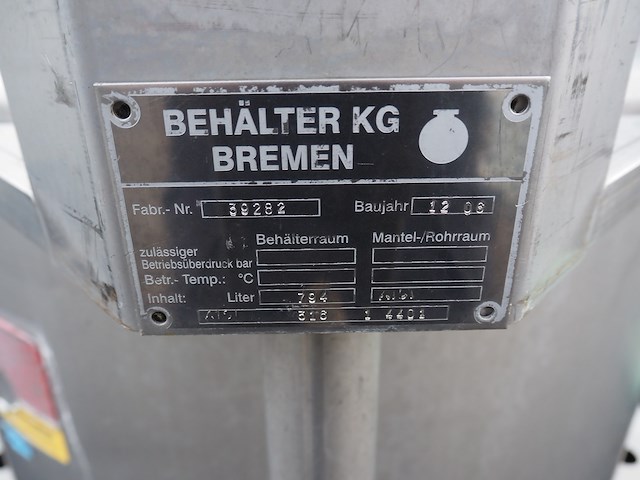 BEHÄLTER KG
BREMEN
Fabr.- Nr. 39282 Baujahr 12 06
Behälterraum Mantel-/Rohrraum
zulässiger
Betriebsüberdruck bar
Betr.- Temp.: °C
Inhalt: Liter 794
316 1 4401